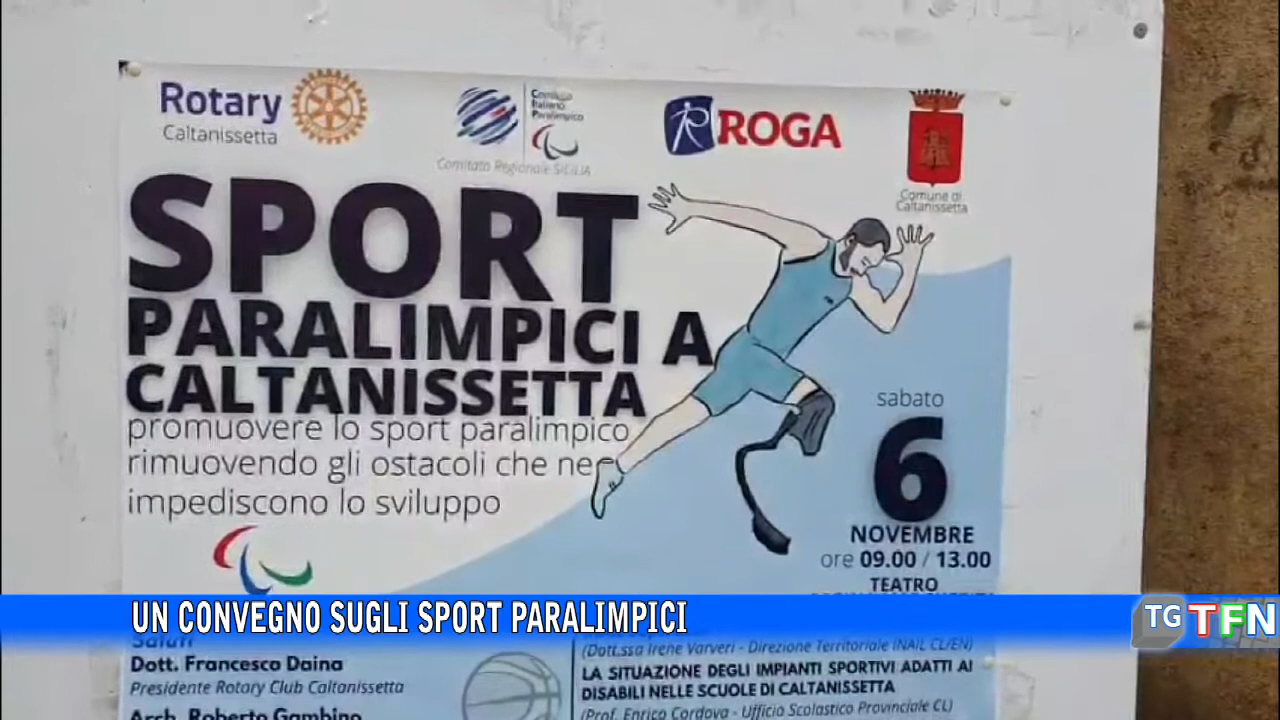 Rotary
Caltanissetta
Comitato
Italiano
Paralimpico
Comitato Regionale SICILIA
ROGA
Comune di
Caltanissetta
SPORT
PARALIMPICI A
CALTANISSETTA
promuovere lo sport paralimpico
rimuovendo gli ostacoli che ne
impediscono lo sviluppo
sabato
6
NOVEMBRE
ore 09.00 / 13.00
TEATRO
UN CONVEGNO SUGLI SPORT PARALIMPICI
TG TFN
Saluti
Dott. Francesco Daina
Presidente Rotary Club Caltanissetta
Arch. Roberto Gambino
(Dott.ssa Irene Varveri - Direzione Territoriale INAIL CL/EN)
LA SITUAZIONE DEGLI IMPIANTI SPORTIVI ADATTI AI
DISABILI NELLE SCUOLE DI CALTANISSETTA
(Prof. Enrico Cordova - Ufficio Scolastico Provinciale CL)